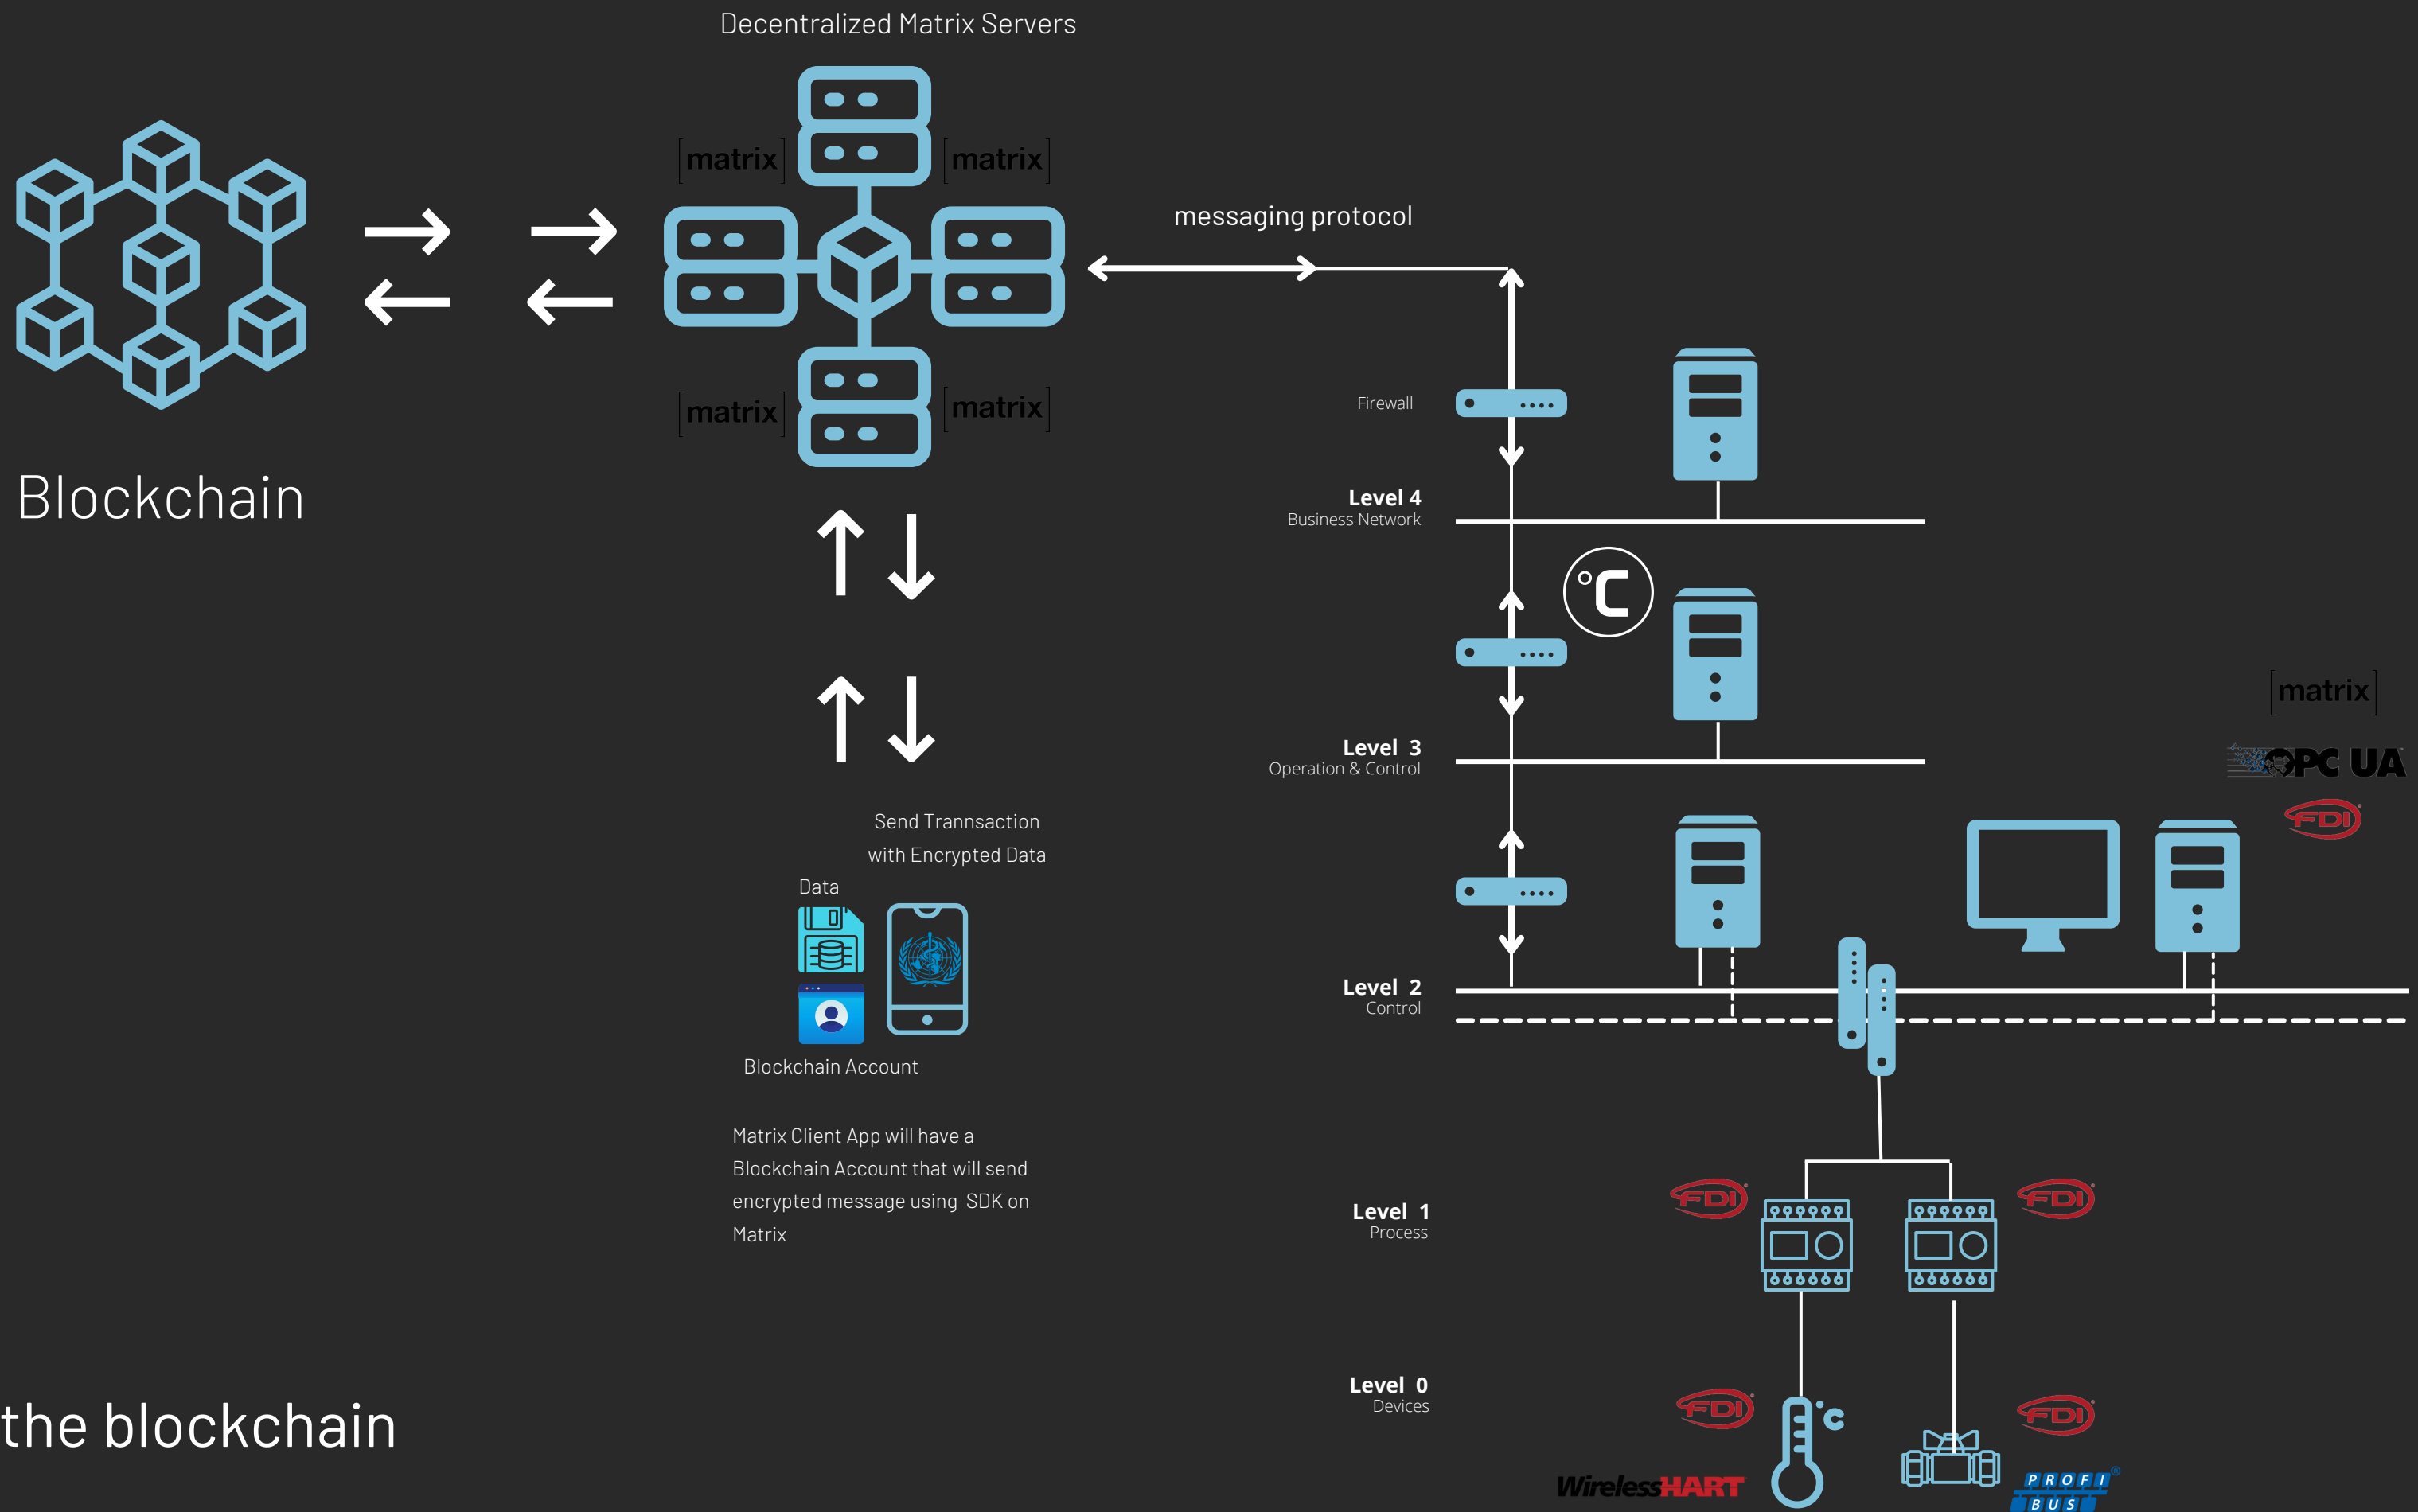 Decentralized Matrix Servers
[matrix]
[matrix]
[matrix]
[matrix]
messaging protocol
Blockchain
Firewall
Level 4
Business Network
°C
Level 3
Operation & Control
[matrix]
OPC UA
FDI
Send Trannsaction
with Encrypted Data
Data
Level 2
Control
Blockchain Account
Matrix Client App will have a
Blockchain Account that will send
encrypted message using SDK on
Matrix
Level 1
Process
FDI
FDI
Level 0
Devices
FDI
FDI
°C
the blockchain
WirelessHART
PROFI®
BUS